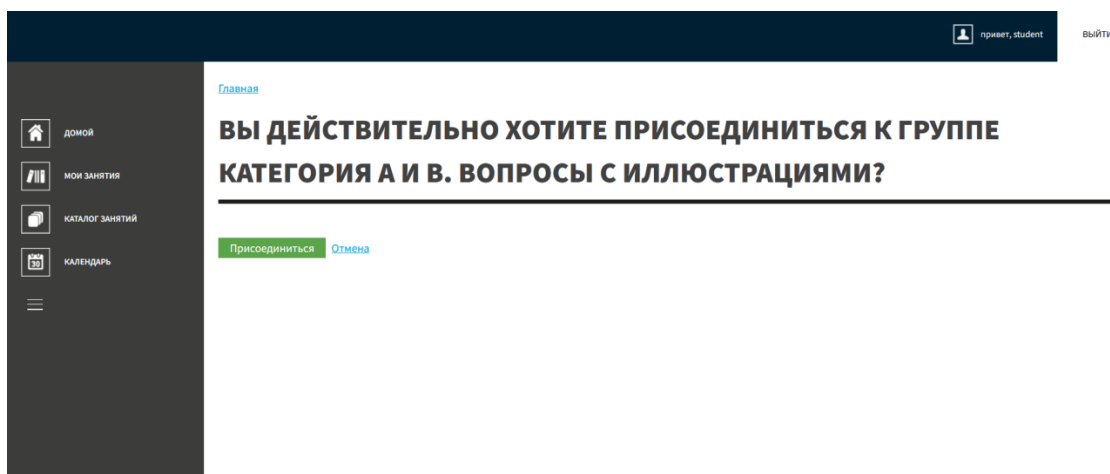 привет, student
ВЫЙТИ
Главная
ВЫ ДЕЙСТВИТЕЛЬНО ХОТИТЕ ПРИСОЕДИНИТЬСЯ К ГРУППЕ
КАТЕГОРИЯ А И В. ВОПРОСЫ С ИЛЛЮСТРАЦИЯМИ?
ДОМОЙ
МОИ ЗАНЯТИЯ
КАТАЛОГ ЗАНЯТИЙ
30
КАЛЕНДАРЬ
Присоединиться
Отмена